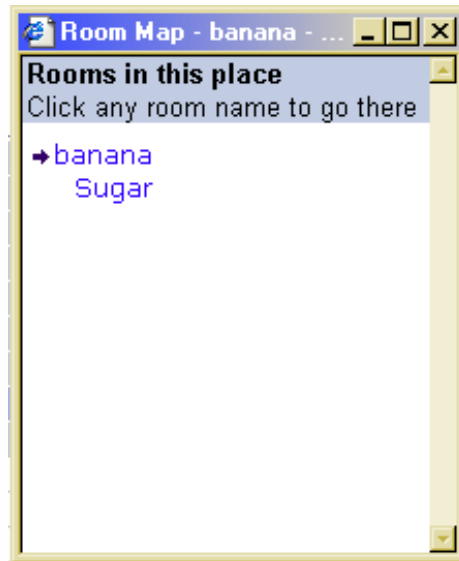 Room Map - banana - ...
Rooms in this place
Click any room name to go there
banana
Sugar